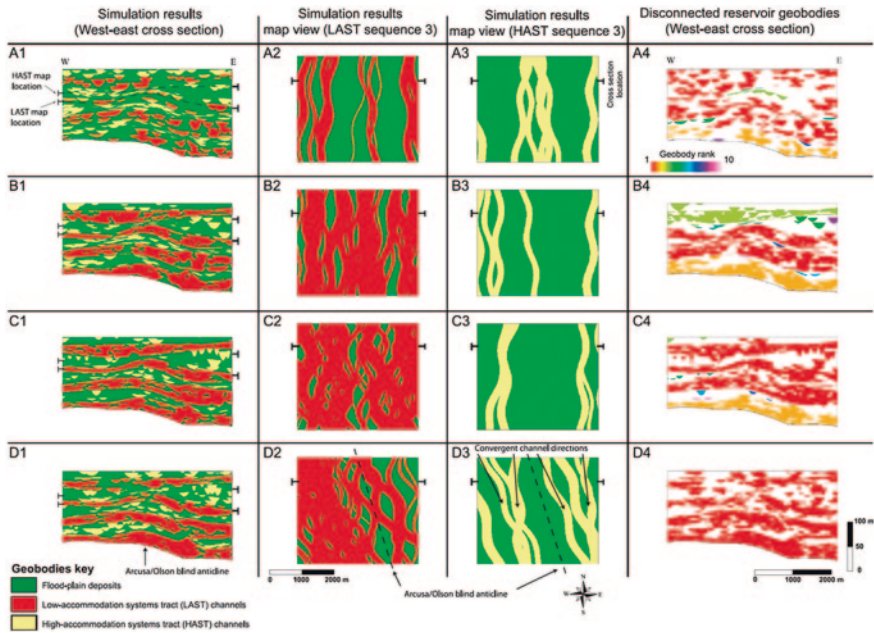 Simulation results
(West-east cross section)
Simulation results
map view (LAST sequence 3)
Simulation results
map view (HAST sequence 3)
Disconnected reservoir geobodies
(West-east cross section)
A1
W
E
HAST map
location
LAST map
location
A2
A3
Cross section
location
A4
W
E
1
10
Geobody rank
B1
B2
B3
B4
C1
C2
C3
C4
D1
Arcusa/Olson blind anticline
D2
D3
Convergent channel directions
D4
100 m
50
0
Geobodies key
Flood-plain deposits
Low-accommodation systems tract (LAST) channels
High-accommodation systems tract (HAST) channels
0 1000 2000 m
Arcusa/Olson blind anticline
N
W E
S
0 1000 2000 m